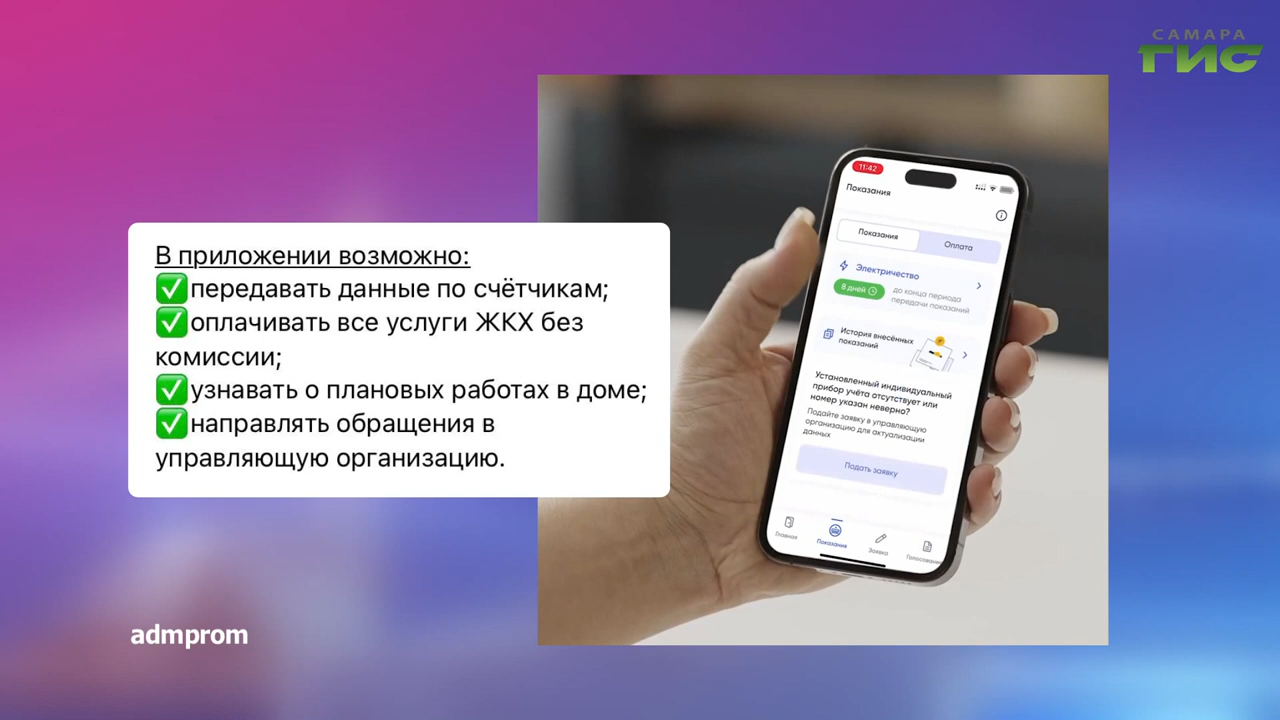 САМАРА
ГИС
В приложении возможно:
✅передавать данные по счётчикам;
✅оплачивать все услуги ЖКХ без
комиссии;
✅узнавать о плановых работах в доме;
✅направлять обращения в
управляющую организацию.
11:42
Показания
Показания
Оплата
Электричество
8 дней
до конца периода
передачи показаний
История внесённых
показаний
Установленный индивидуальный
прибор учёта отсутствует или
номер указан неверно?
Подайте заявку в управляющую
организацию для актуализации
данных
Подать заявку
Главная
Показания
Заявка
Голосования
admprom